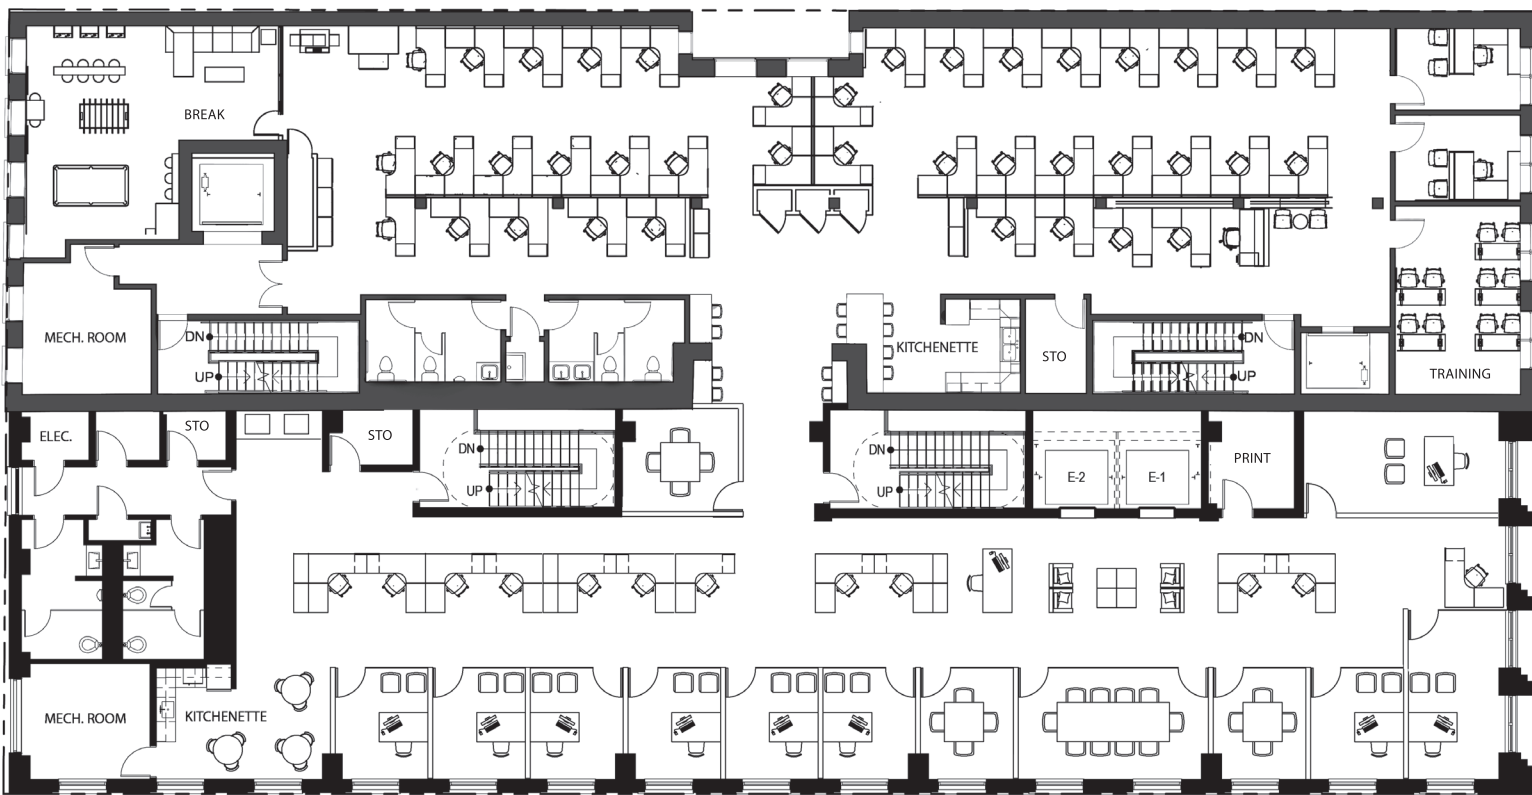 BREAK
MECH. ROOM
DN
UP
KITCHENETTE
STO
DN
UP
TRAINING
ELEC.
STO
STO
DN
UP
DN
UP
E-2
E-1
PRINT
MECH. ROOM
KITCHENETTE